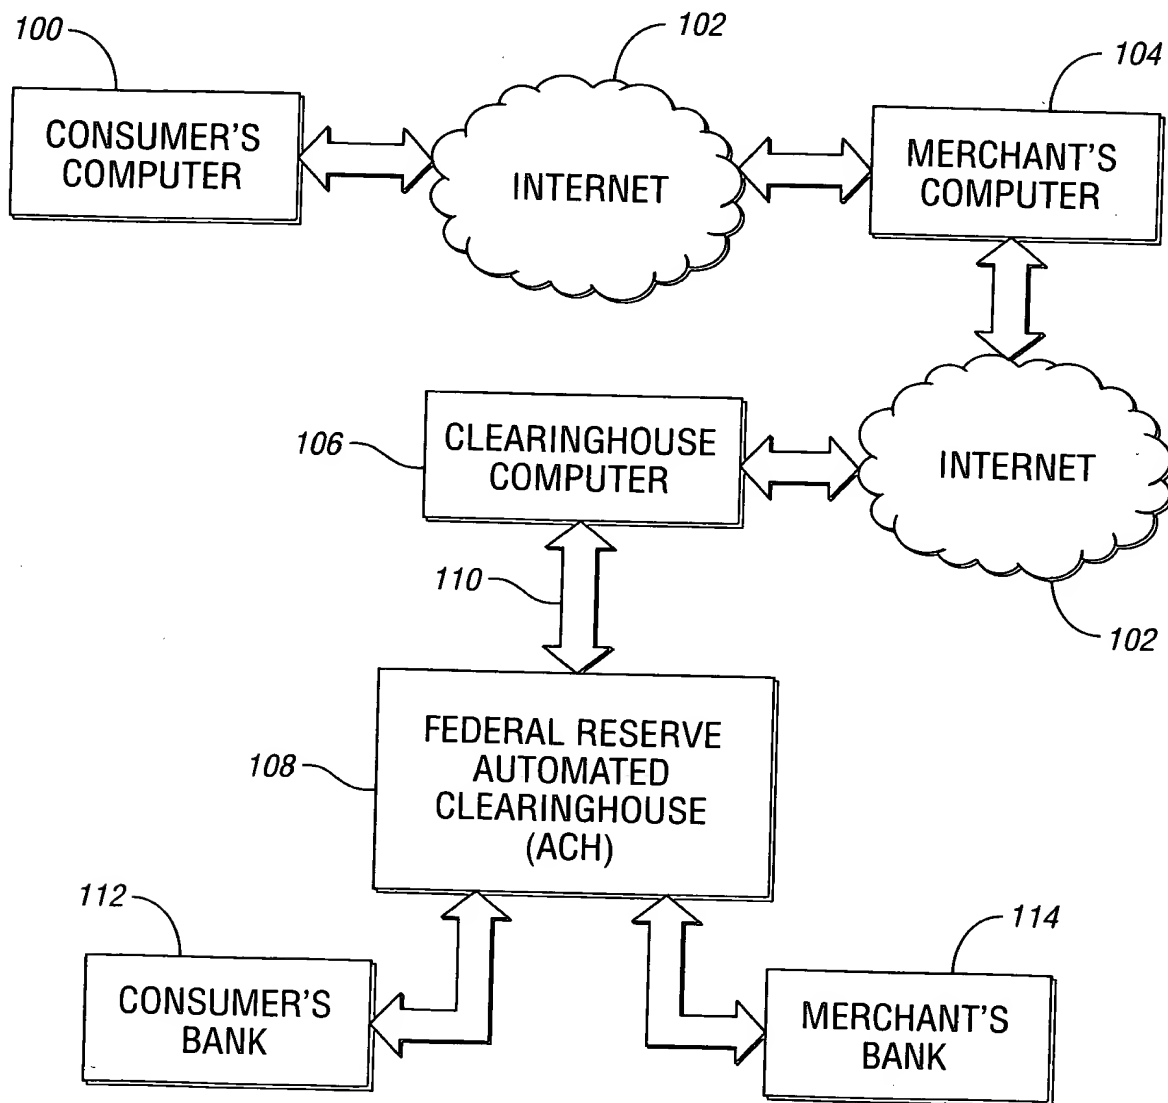 100
102
104
CONSUMER'S
COMPUTER
INTERNET
MERCHANT'S
COMPUTER
106
CLEARINGHOUSE
COMPUTER
INTERNET
110
102
108
FEDERAL RESERVE
AUTOMATED
CLEARINGHOUSE
(ACH)
112
114
CONSUMER'S
BANK
MERCHANT'S
BANK